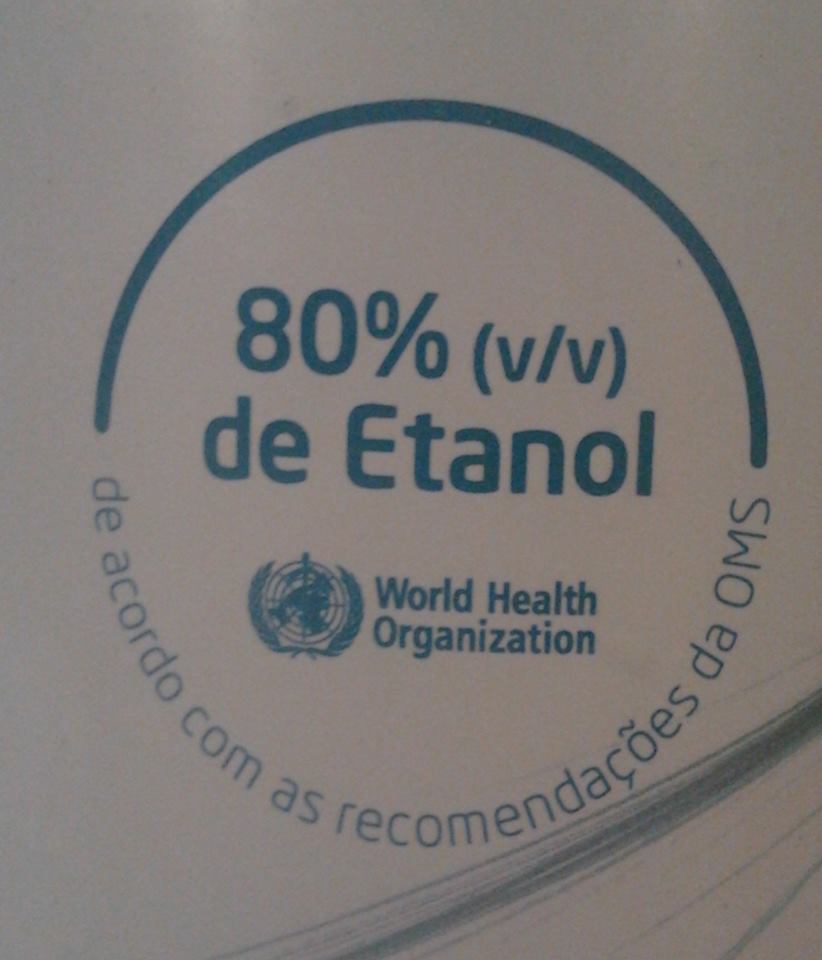 80% (v/v)
de Etanol
World Health
Organization
de acordo com as recomendações da OMS